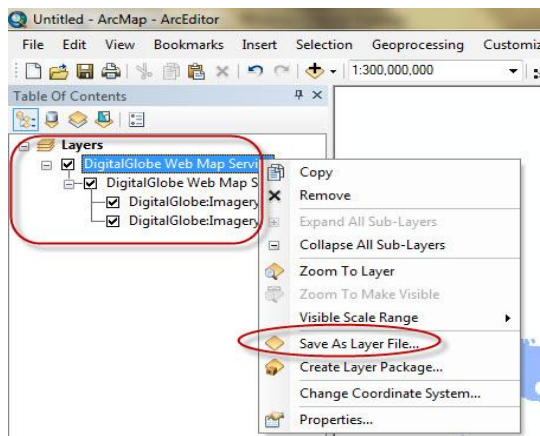 Untitled - ArcMap - ArcEditor
File Edit View Bookmarks Insert Selection Geoprocessing Customiz
1:300,000,000
Table Of Contents
Layers
DigitalGlobe Web Map Servi
DigitalGlobe Web Map S
DigitalGlobe:Imagery
DigitalGlobe:Imagery
Copy
Remove
Expand All Sub-Layers
Collapse All Sub-Layers
Zoom To Layer
Zoom To Make Visible
Visible Scale Range
Save As Layer File...
Create Layer Package...
Change Coordinate System...
Properties...